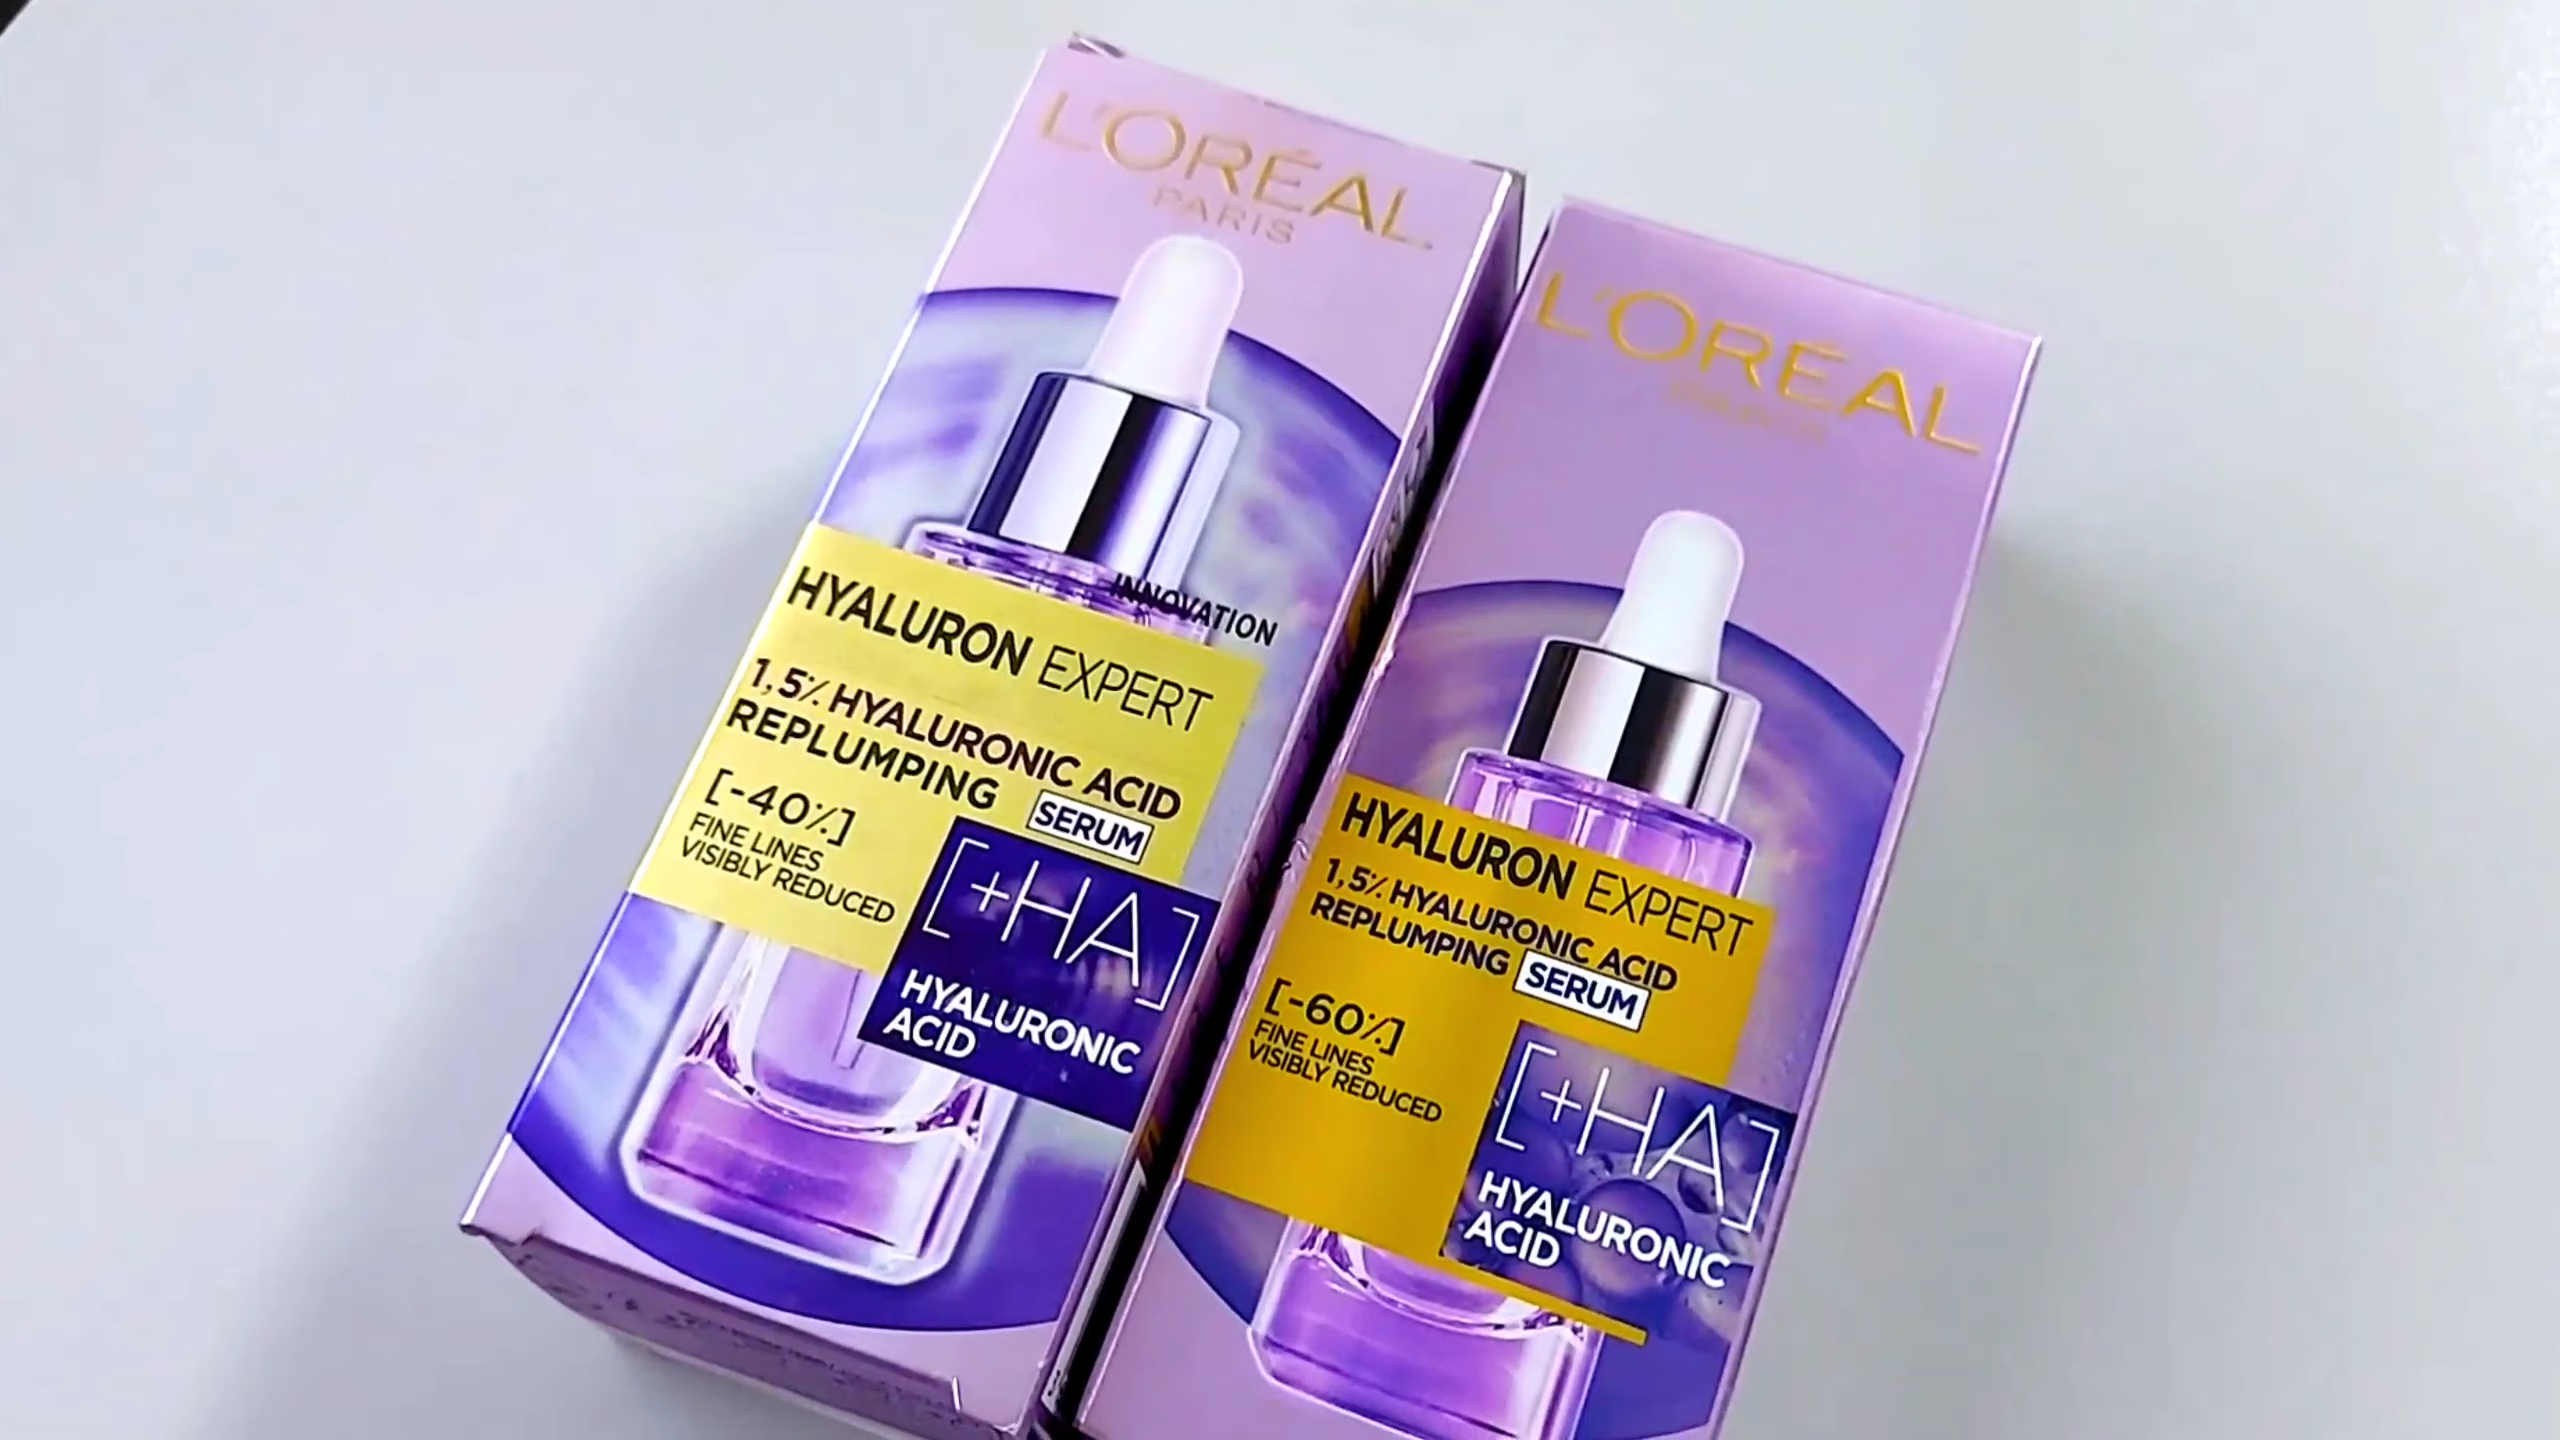 L'ORÉAL
PARIS
INNOVATION
HYALURON EXPERT
1,5% HYALURONIC ACID
REPLUMPING
SERUM
[-40%]
FINE LINES
VISIBLY REDUCED
[+HA]
HYALURONIC
ACID
L'ORÉAL
PARIS
HYALURON EXPERT
1,5% HYALURONIC ACID
REPLUMPING SERUM
[-60%]
FINE LINES
VISIBLY REDUCED
[+HA]
HYALURONIC
ACID